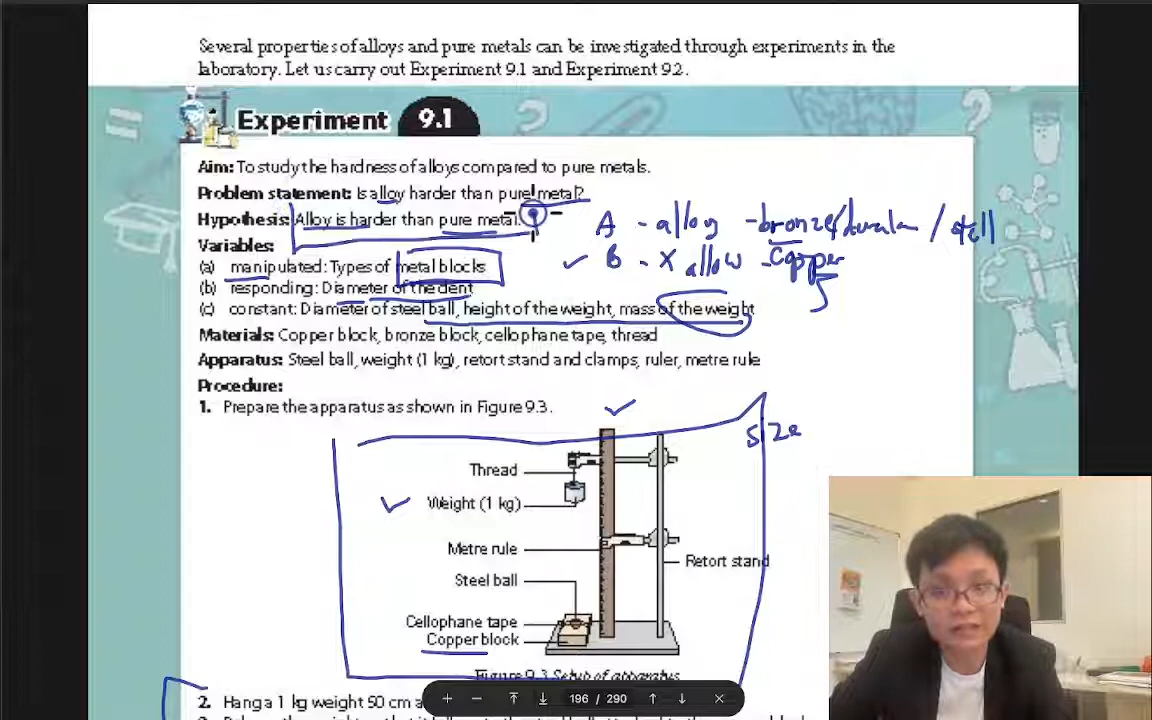 Several properties of alloys and pure metals can be investigated through experiments in the
laboratory. Let us carry out Experiment 9.1 and Experiment 9.2.
Experiment 9.1
Aim: To study the hardness of alloys compared to pure metals.
Problem statement: Is alloy harder than pure metal?
Hypothesis: Alloy is harder than pure metal.
A - alloy - bronze/duralumin / steel
Variables:
(a) manipulated: Types of metal blocks
B - X alloy - Copper
(b) responding: Diameter of the dent
(c) constant: Diameter of steel ball, height of the weight, mass of the weight
Materials: Copper block, bronze block, cellophane tape, thread
Apparatus: Steel ball, weight (1 kg), retort stand and clamps, ruler, metre rule
Procedure:
1. Prepare the apparatus as shown in Figure 9.3.
size
Thread
Weight (1 kg)
Metre rule
Retort stand
Steel ball
Cellophane tape
Copper block
Figure 9.3 Setup of apparatus
2. Hang a 1 kg weight 50 cm
196 / 290